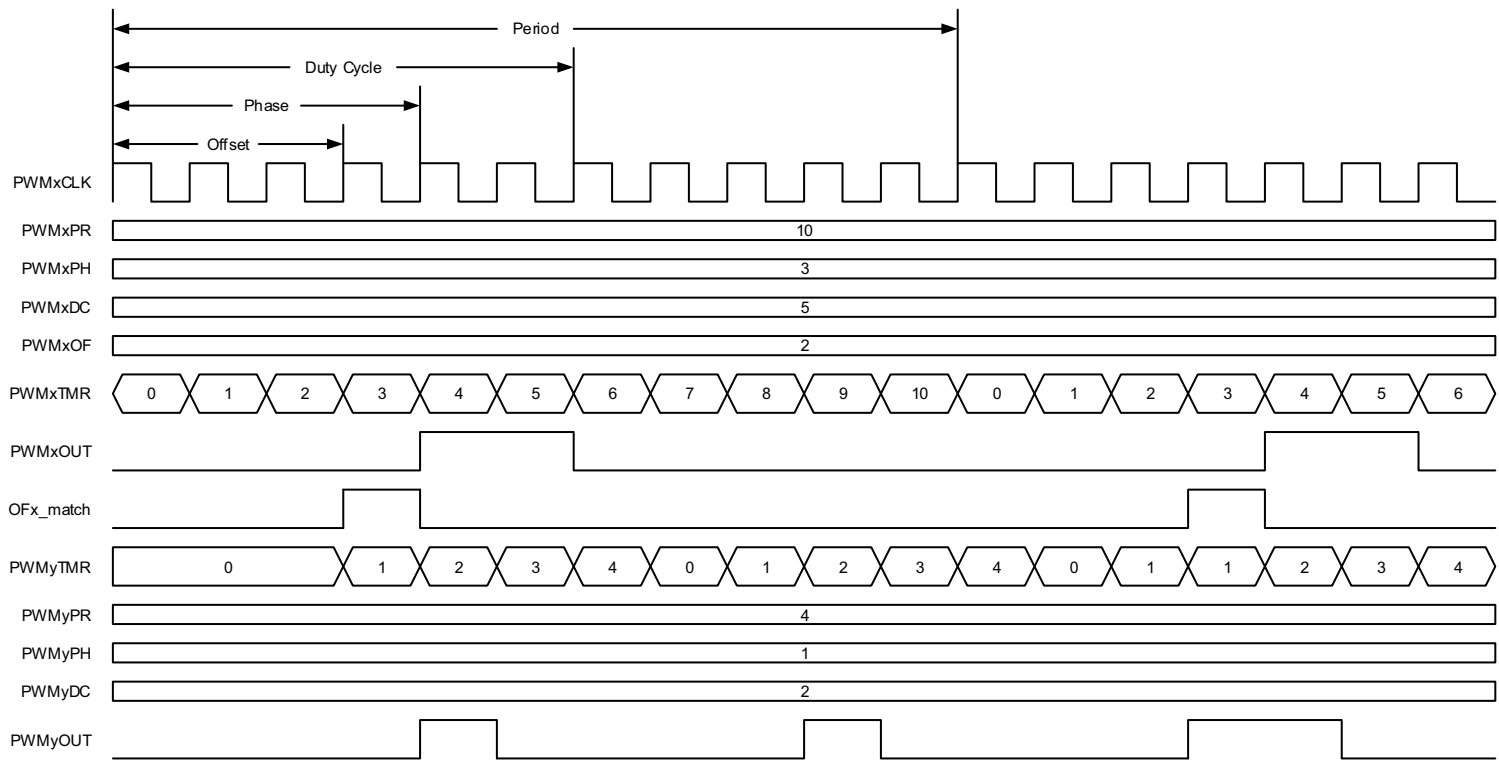 Period
Duty Cycle
Phase
Offset
PWMxCLK
PWMxPR 10
PWMxPH 3
PWMxDC 5
PWMxOF 2
PWMxTMR 0 1 2 3 4 5 6 7 8 9 10 0 1 2 3 4 5 6
PWMxOUT
OFx_match
PWMyTMR 0 1 2 3 4 0 1 2 3 4 0 1 1 2 3 4
PWMyPR 4
PWMyPH 1
PWMyDC 2
PWMyOUT